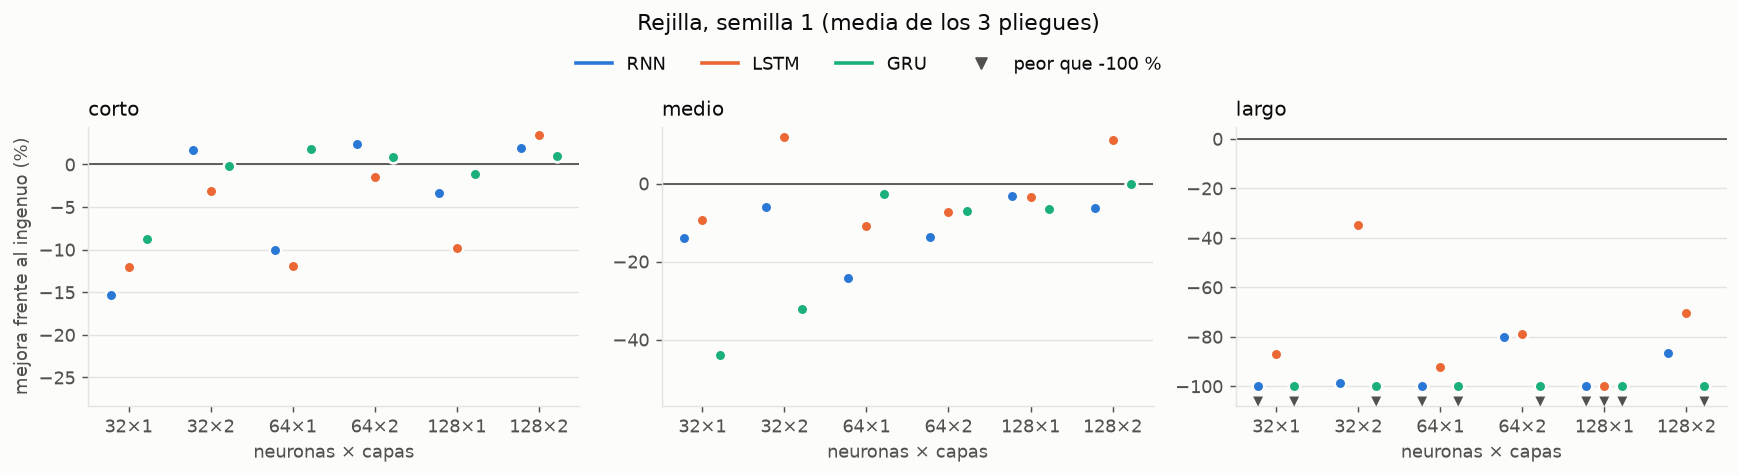 Rejilla, semilla 1 (media de los 3 pliegues)
RNN LSTM GRU peor que -100 %
corto
mejora frente al ingenuo (%)
0
−5
−10
−15
−20
−25
32×1 32×2 64×1 64×2 128×1 128×2
neuronas × capas
medio
0
−20
−40
32×1 32×2 64×1 64×2 128×1 128×2
neuronas × capas
largo
0
−20
−40
−60
−80
−100
32×1 32×2 64×1 64×2 128×1 128×2
neuronas × capas